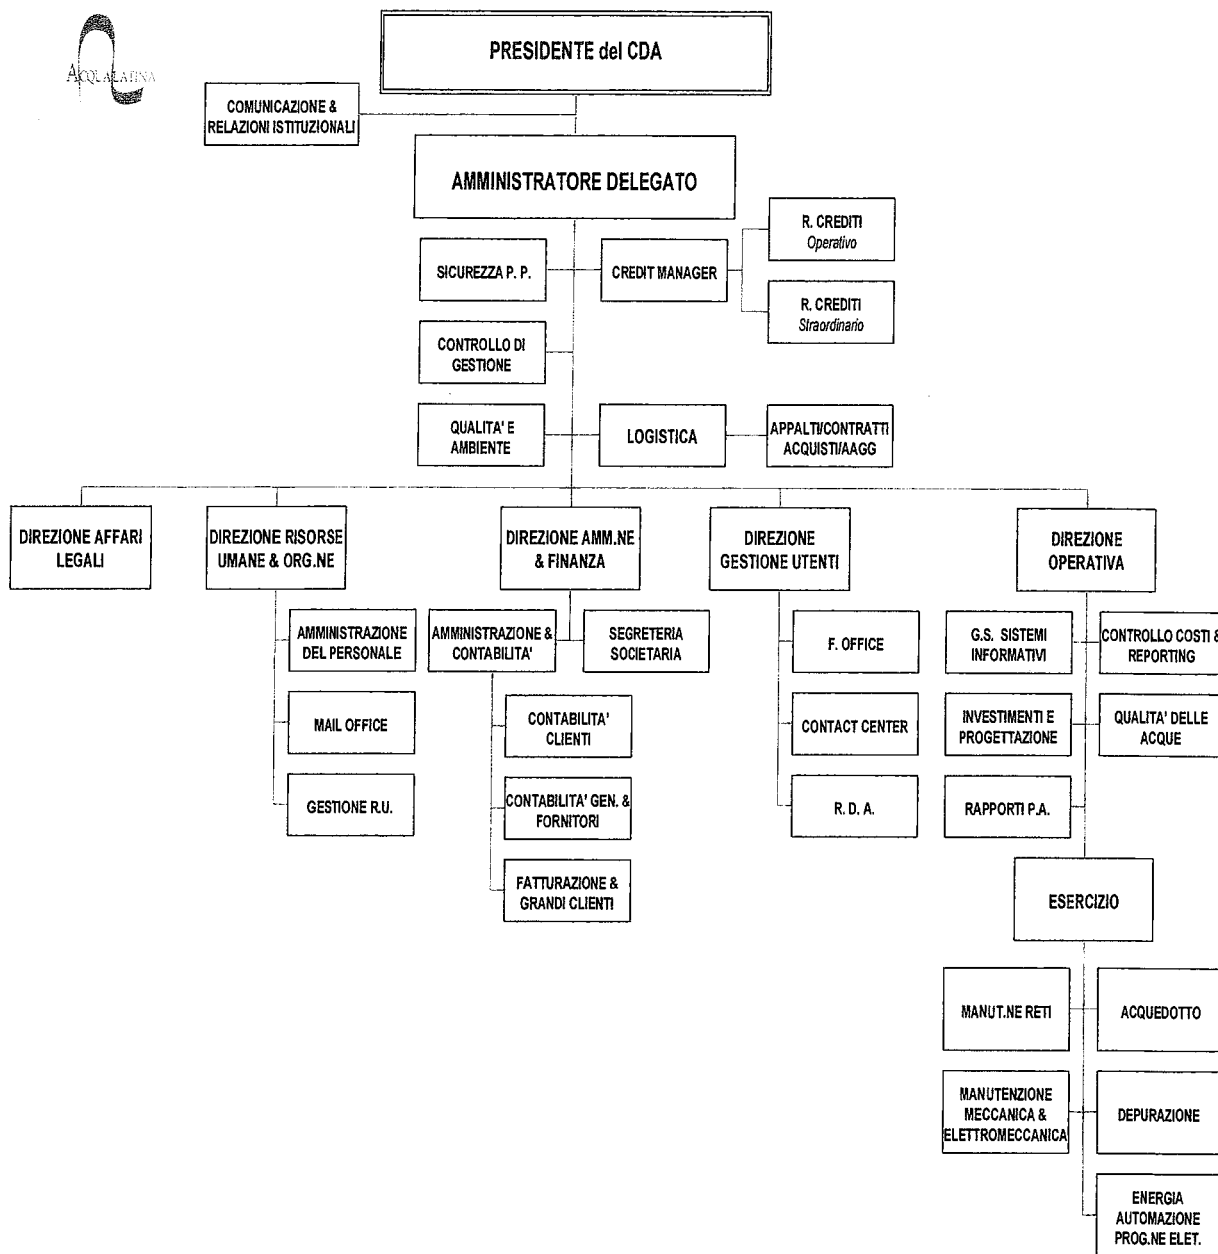 ACQUALATINA
PRESIDENTE del CDA
COMUNICAZIONE &
RELAZIONI ISTITUZIONALI
AMMINISTRATORE DELEGATO
SICUREZZA P. P.
CREDIT MANAGER
R. CREDITI
Operativo
R. CREDITI
Straordinario
CONTROLLO DI
GESTIONE
QUALITA' E
AMBIENTE
LOGISTICA
APPALTI/CONTRATTI
ACQUISTI/AAGG
DIREZIONE AFFARI
LEGALI
DIREZIONE RISORSE
UMANE & ORG.NE
DIREZIONE AMM.NE
& FINANZA
DIREZIONE
GESTIONE UTENTI
DIREZIONE
OPERATIVA
AMMINISTRAZIONE
DEL PERSONALE
MAIL OFFICE
GESTIONE R.U.
AMMINISTRAZIONE &
CONTABILITA'
SEGRETERIA
SOCIETARIA
CONTABILITA'
CLIENTI
CONTABILITA' GEN. &
FORNITORI
FATTURAZIONE &
GRANDI CLIENTI
F. OFFICE
CONTACT CENTER
R. D. A.
G.S. SISTEMI
INFORMATIVI
CONTROLLO COSTI &
REPORTING
INVESTIMENTI E
PROGETTAZIONE
QUALITA' DELLE
ACQUE
RAPPORTI P.A.
ESERCIZIO
MANUT.NE RETI
ACQUEDOTTO
MANUTENZIONE
MECCANICA &
ELETTROMECCANICA
DEPURAZIONE
ENERGIA
AUTOMAZIONE
PROG.NE ELET.